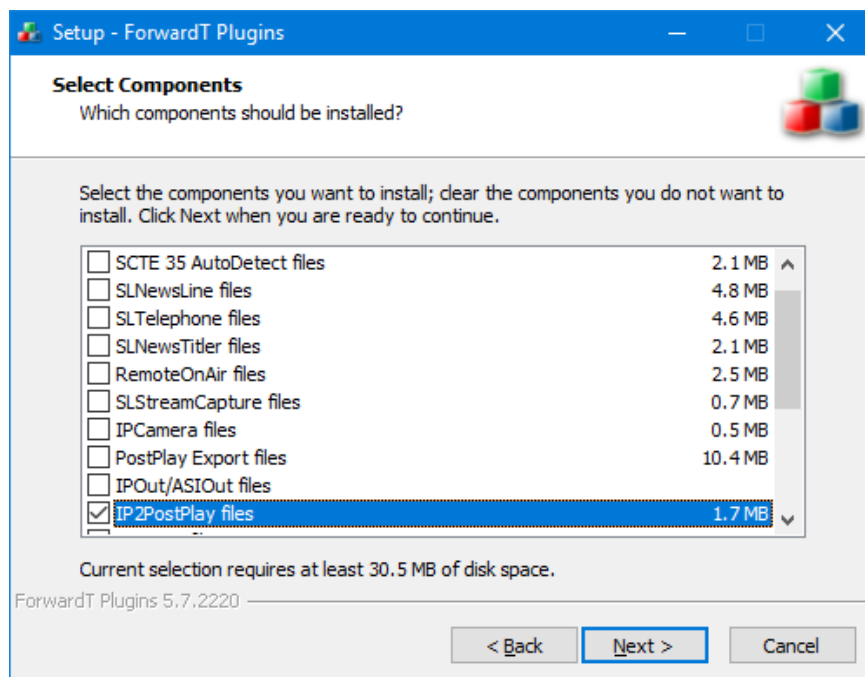 Setup - ForwardT Plugins
Select Components
Which components should be installed?
Select the components you want to install; clear the components you do not want to
install. Click Next when you are ready to continue.
SCTE 35 AutoDetect files 2.1 MB
SLNewsLine files 4.8 MB
SLTelephone files 4.6 MB
SLNewsTitler files 2.1 MB
RemoteOnAir files 2.5 MB
SLStreamCapture files 0.7 MB
IPCamera files 0.5 MB
PostPlay Export files 10.4 MB
IPOut/ASIOut files
IP2PostPlay files 1.7 MB
Current selection requires at least 30.5 MB of disk space.
ForwardT Plugins 5.7.2220
< Back Next > Cancel